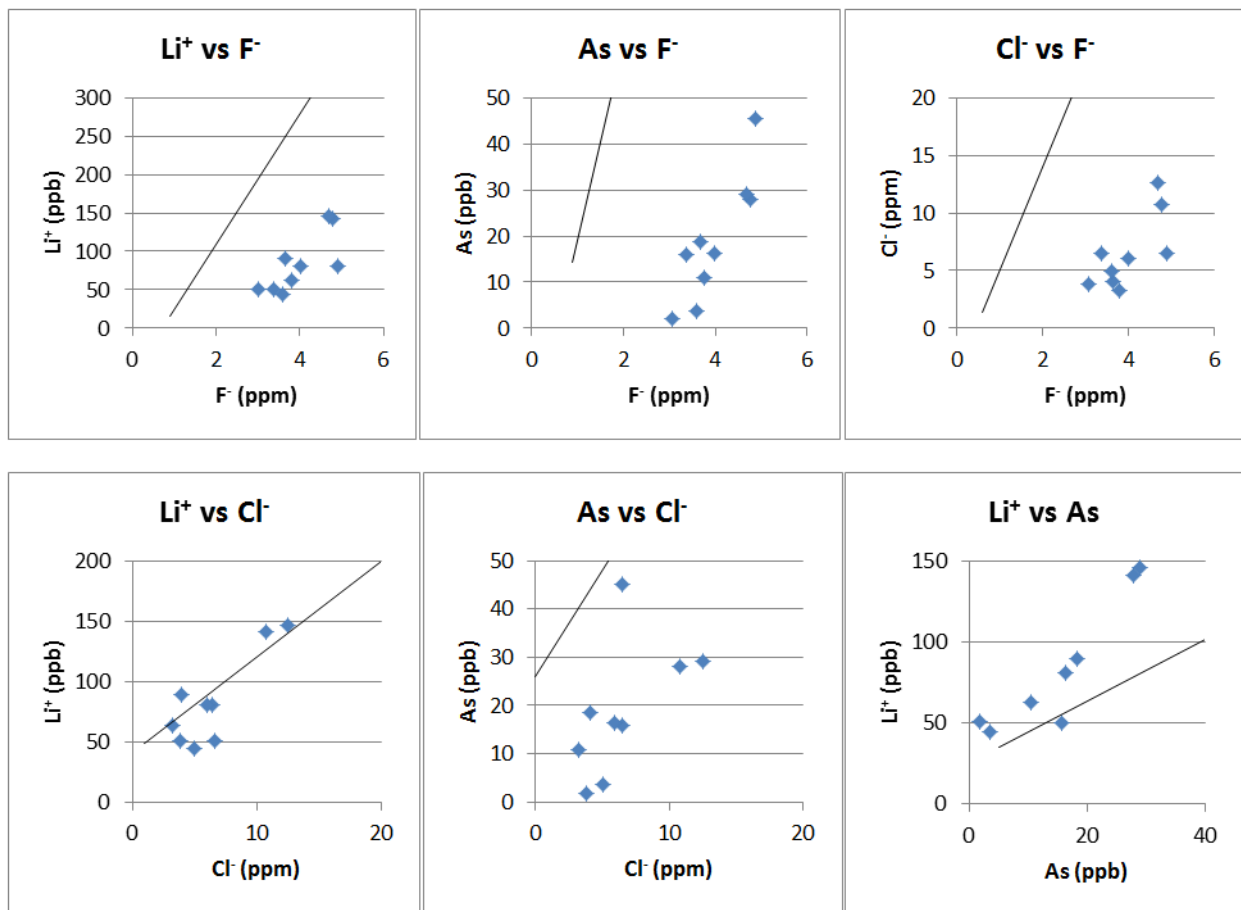 Li⁺ vs F⁻
300
250
200
150
100
50
0
Li⁺ (ppb)
0 2 4 6
F⁻ (ppm)
As vs F⁻
50
40
30
20
10
0
As (ppb)
0 2 4 6
F⁻ (ppm)
Cl⁻ vs F⁻
20
15
10
5
0
Cl⁻ (ppm)
0 2 4 6
F⁻ (ppm)
Li⁺ vs Cl⁻
200
150
100
50
0
Li⁺ (ppb)
0 10 20
Cl⁻ (ppm)
As vs Cl⁻
50
40
30
20
10
0
As (ppb)
0 10 20
Cl⁻ (ppm)
Li⁺ vs As
150
100
50
0
Li⁺ (ppb)
0 20 40
As (ppb)